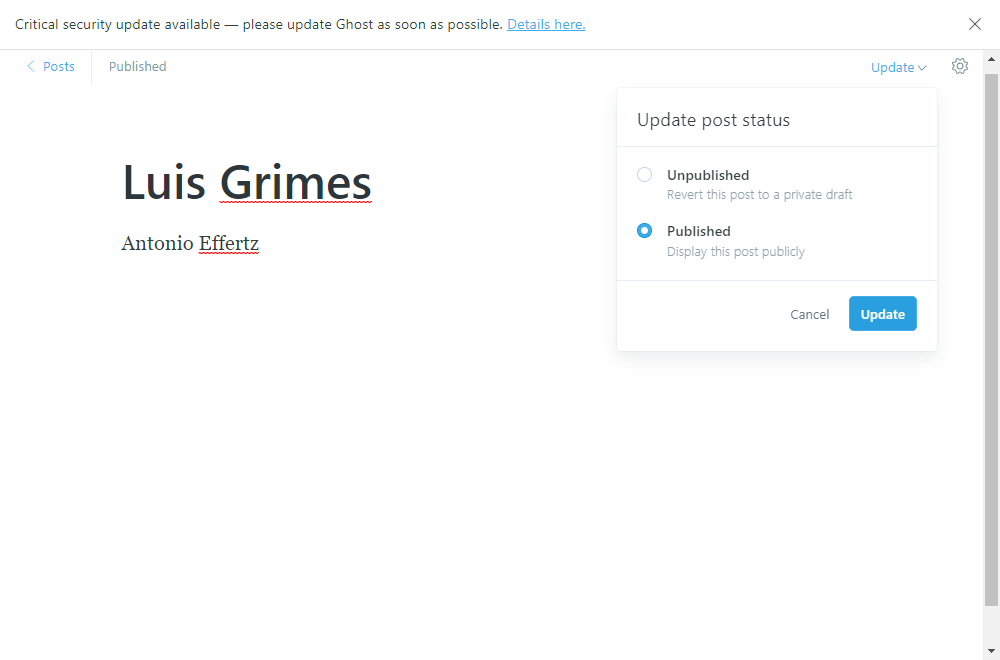 Critical security update available — please update Ghost as soon as possible. Details here.
Posts
Published
Update
Update post status
Luis Grimes
Antonio Effertz
Unpublished
Revert this post to a private draft
Published
Display this post publicly
Cancel
Update